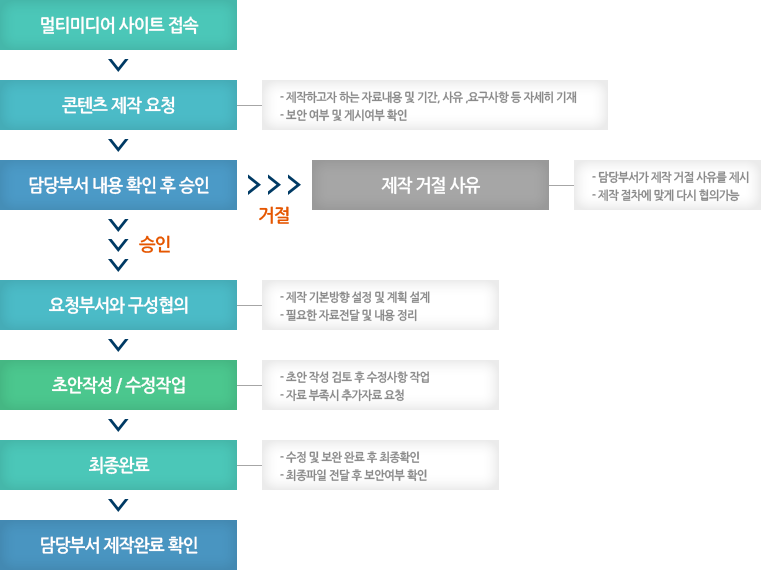 멀티미디어 사이트 접속
콘텐츠 제작 요청
- 제작하고자 하는 자료내용 및 기간, 사유 ,요구사항 등 자세히 기재
- 보안 여부 및 게시여부 확인
담당부서 내용 확인 후 승인
거절
제작 거절 사유
- 담당부서가 제작 거절 사유를 제시
- 제작 절차에 맞게 다시 협의가능
승인
요청부서와 구성협의
- 제작 기본방향 설정 및 계획 설계
- 필요한 자료전달 및 내용 정리
초안작성 / 수정작업
- 초안 작성 검토 후 수정사항 작업
- 자료 부족시 추가자료 요청
최종완료
- 수정 및 보완 완료 후 최종확인
- 최종파일 전달 후 보안여부 확인
담당부서 제작완료 확인